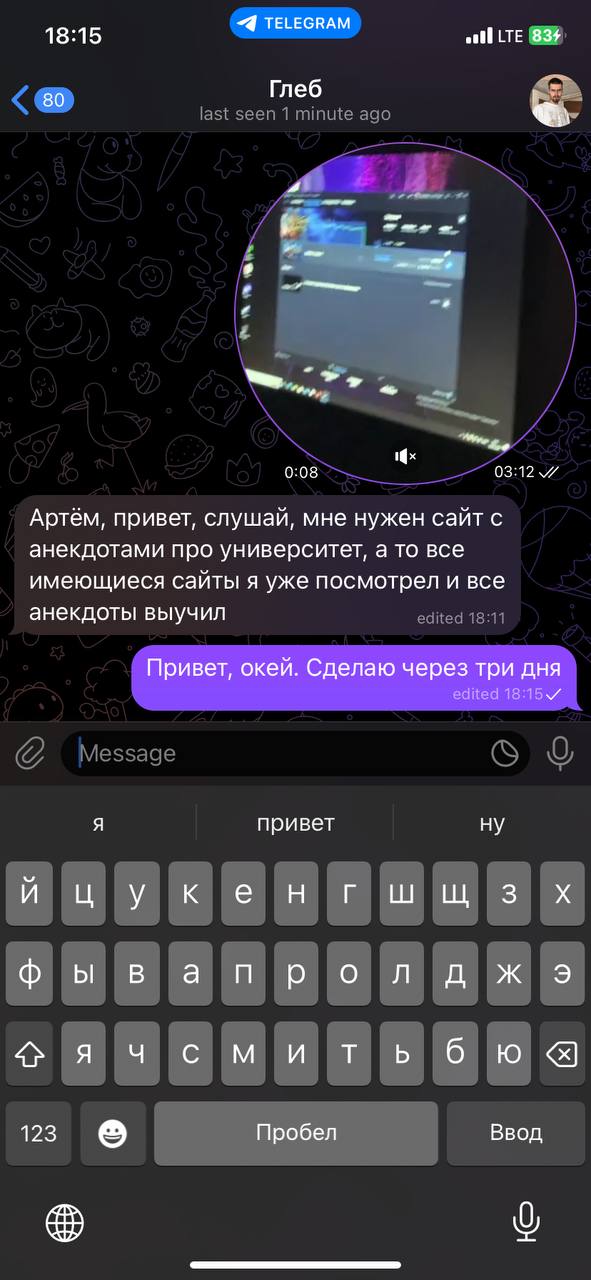 18:15
TELEGRAM
LTE
83
80
Глеб
last seen 1 minute ago
0:08
03:12
Артём, привет, слушай, мне нужен сайт с
анекдотами про университет, а то все
имеющиеся сайты я уже посмотрел и все
анекдоты выучил
edited 18:11
Привет, окей. Сделаю через три дня
edited 18:15
Message
я привет ну
й ц у к е н г ш щ з х
ф ы в а п р о л д ж э
я ч с м и т ь б ю
123 Пробел Ввод